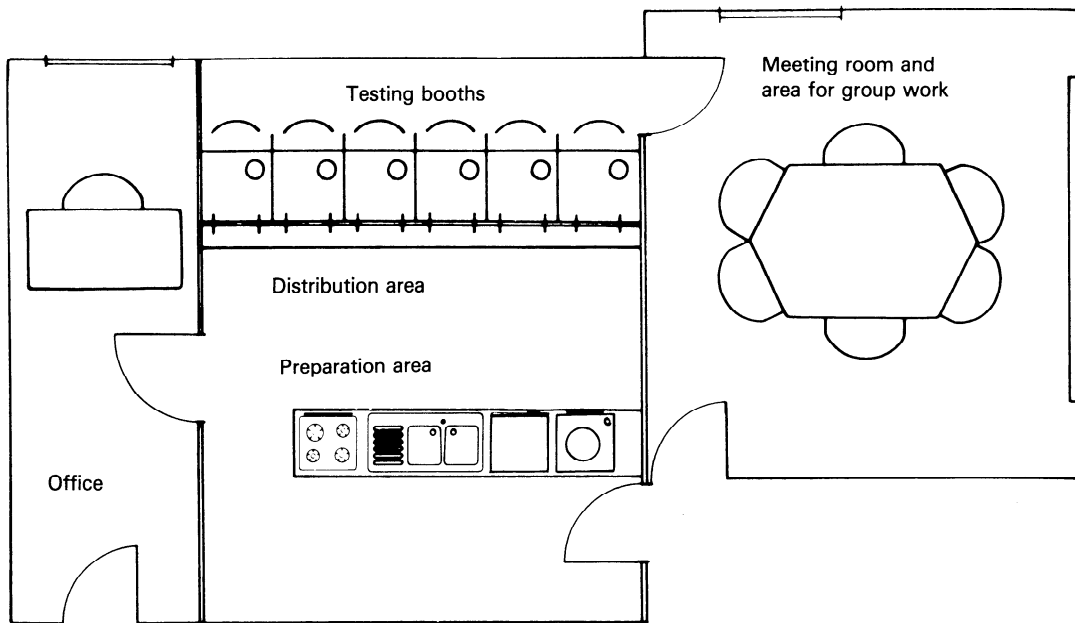 Testing booths
Meeting room and
area for group work
Distribution area
Preparation area
Office